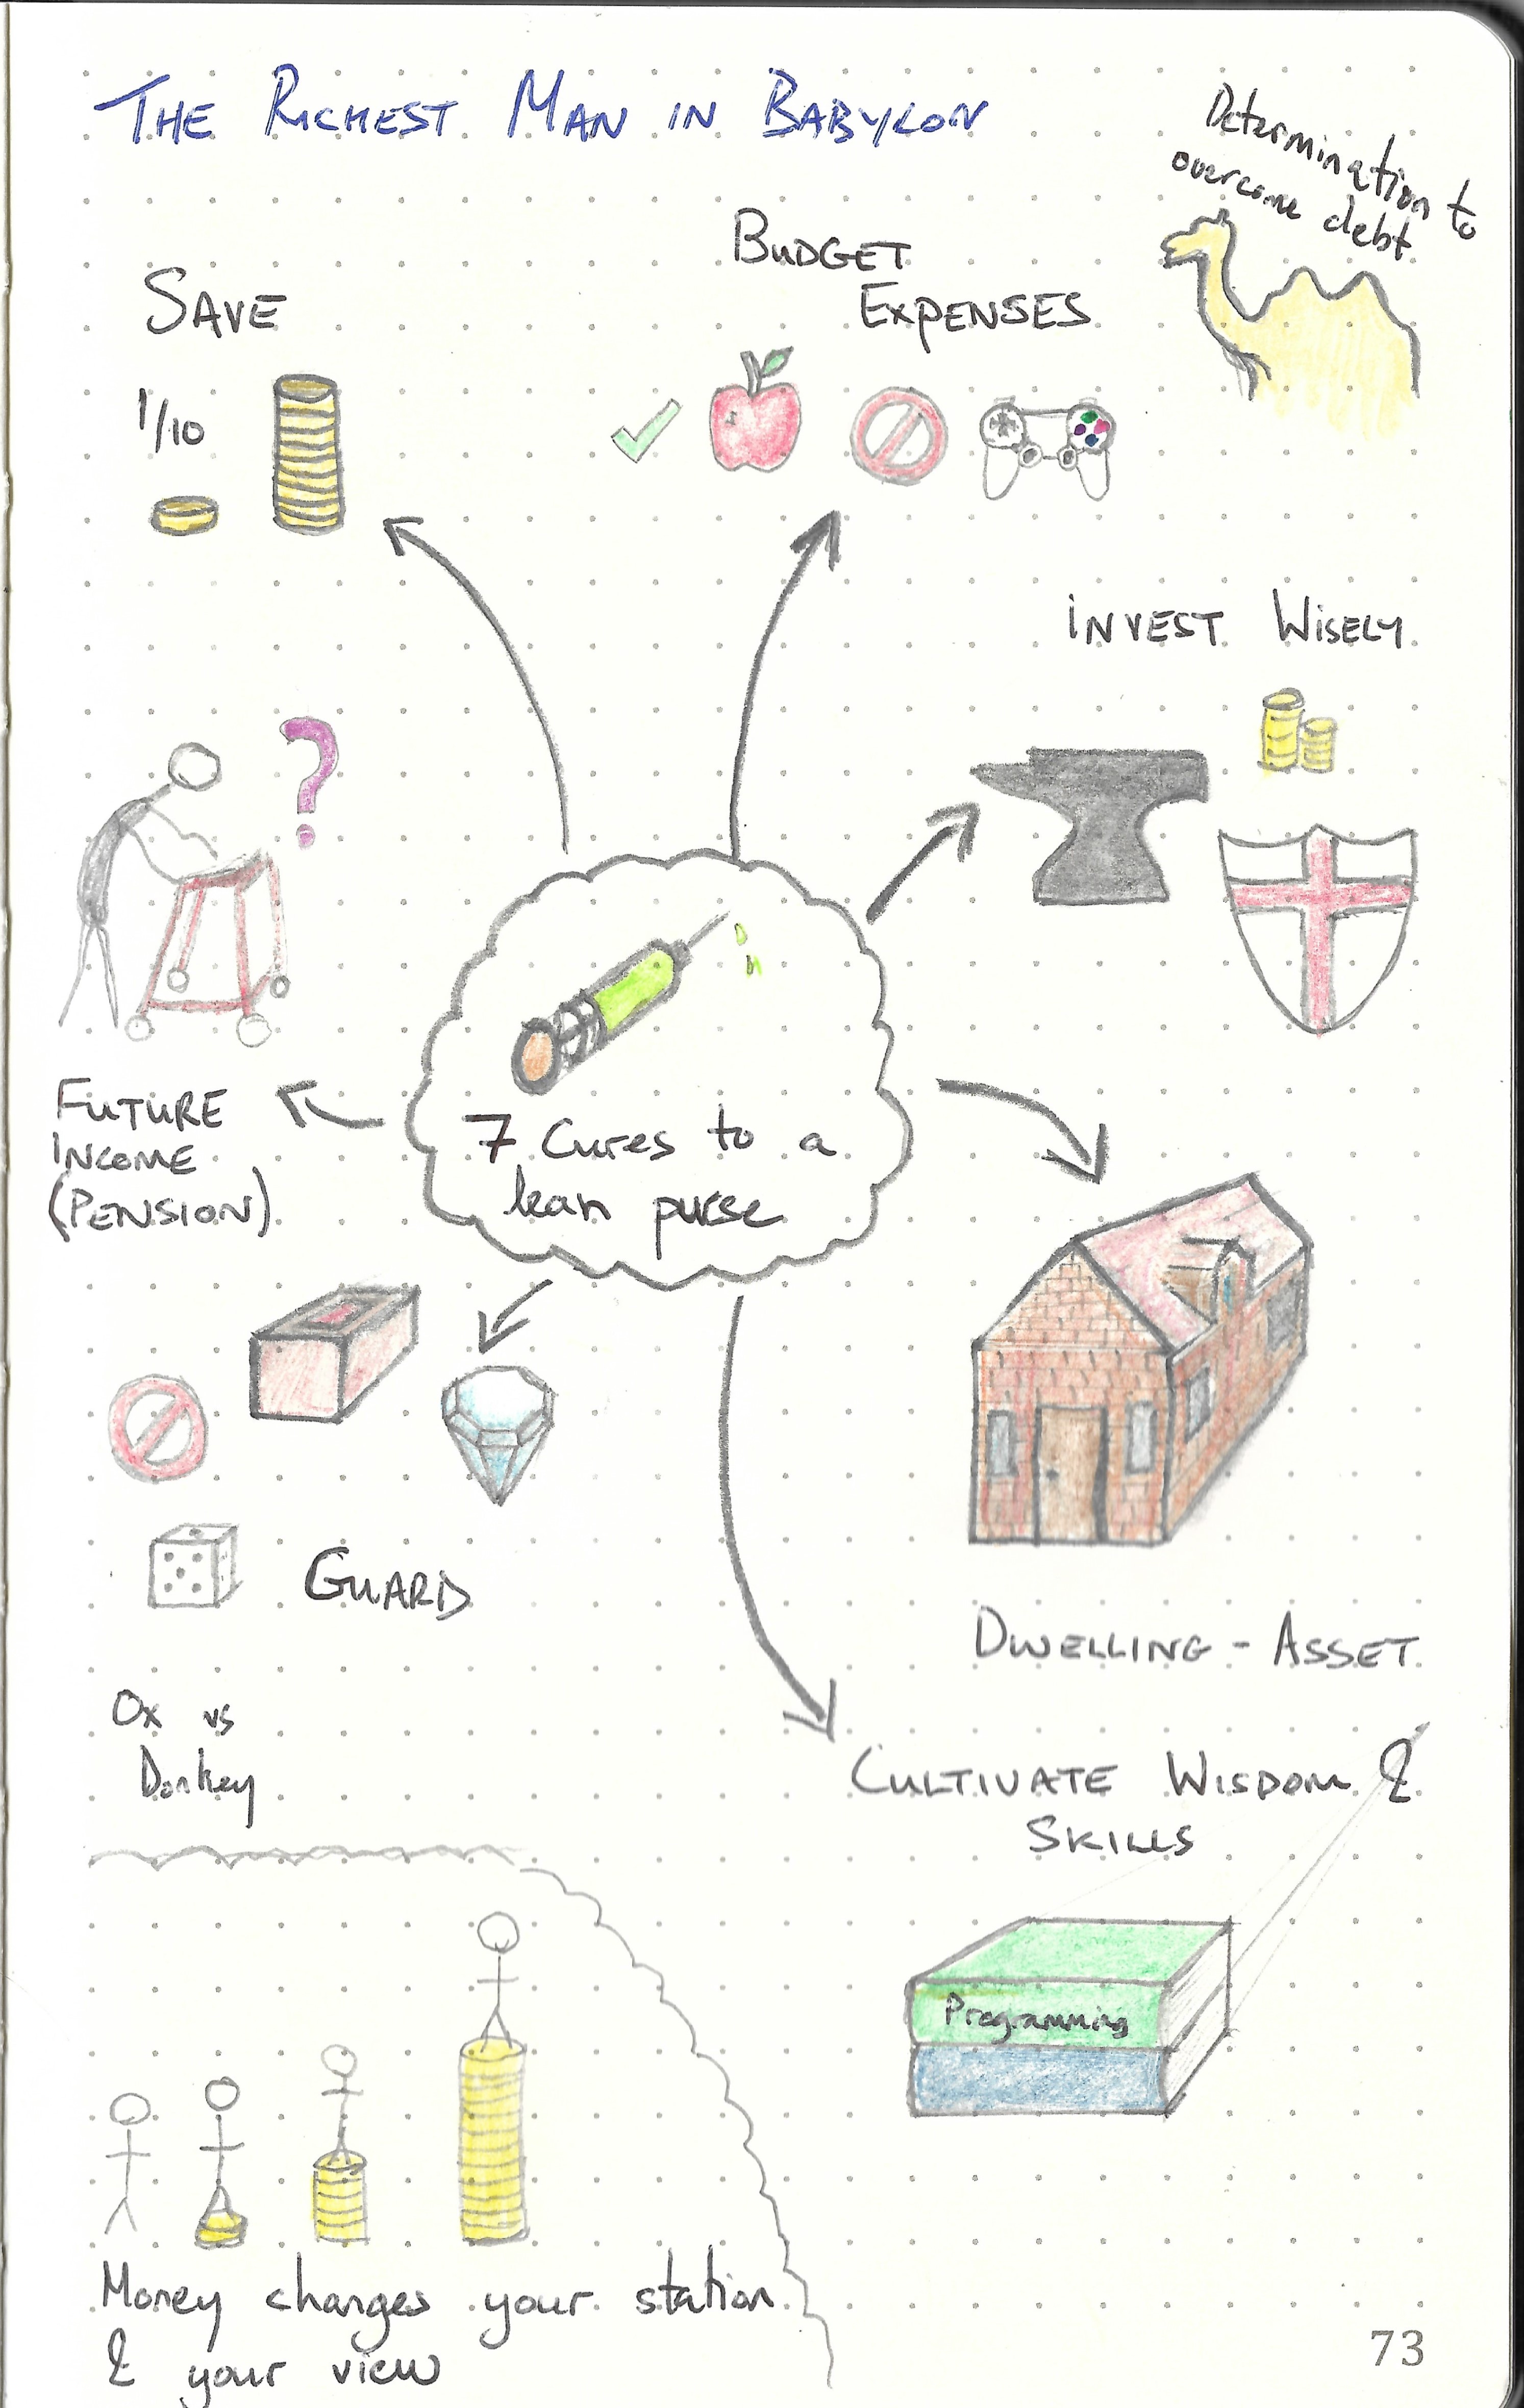 THE RICHEST MAN IN BABYLON
Determination to
overcome debt
BUDGET
EXPENSES
SAVE
1/10
INVEST WISELY
FUTURE
INCOME
(PENSION)
7 Cures to a
lean purse
GUARD
DWELLING - ASSET
Ox vs
Donkey
CULTIVATE WISDOM &
SKILLS
Programming
Money changes your station
& your view
73